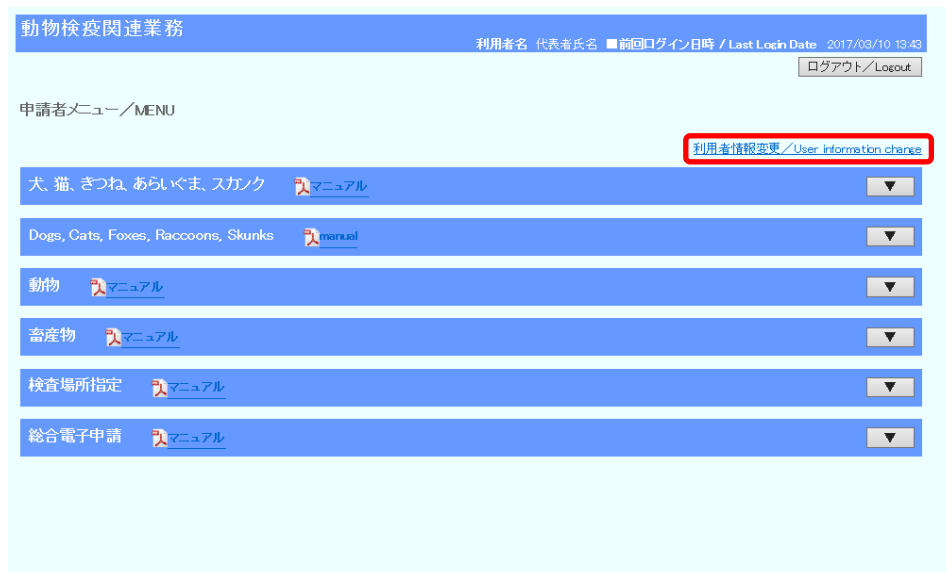 動物検疫関連業務
利用者名 代表者氏名 ■前回ログイン日時 / Last Login Date 2017/03/10 13:43
ログアウト/Logout
申請者メニュー/MENU
利用者情報変更/User information change
犬、猫、きつね、あらいぐま、スカンク マニュアル ▼
Dogs, Cats, Foxes, Raccoons, Skunks manual ▼
動物 マニュアル ▼
畜産物 マニュアル ▼
検査場所指定 マニュアル ▼
総合電子申請 マニュアル ▼